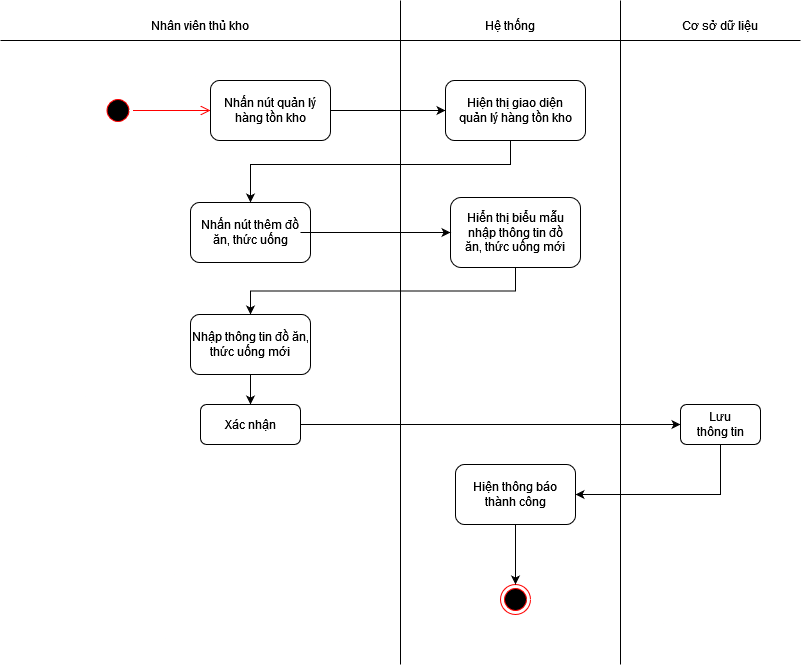 Nhân viên thủ kho
Hệ thống
Cơ sở dữ liệu
Nhấn nút quản lý
hàng tồn kho
Hiện thị giao diện
quản lý hàng tồn kho
Nhấn nút thêm đồ
ăn, thức uống
Hiển thị biểu mẫu
nhập thông tin đồ
ăn, thức uống mới
Nhập thông tin đồ ăn,
thức uống mới
Xác nhận
Lưu
thông tin
Hiện thông báo
thành công